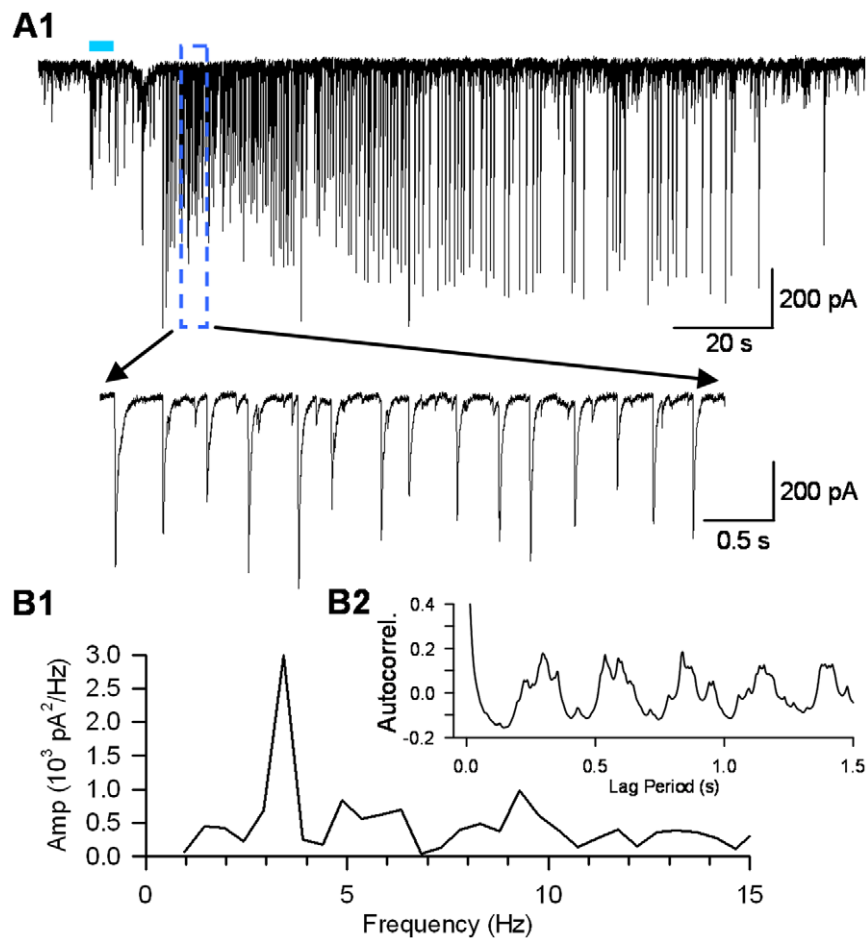 A1
200 pA
20 s
200 pA
0.5 s
B1
Amp (10³ pA²/Hz)
3.0
2.5
2.0
1.5
1.0
0.5
0.0
0 5 10 15
Frequency (Hz)
B2
Autocorrel.
0.4
0.2
0.0
-0.2
0.0 0.5 1.0 1.5
Lag Period (s)